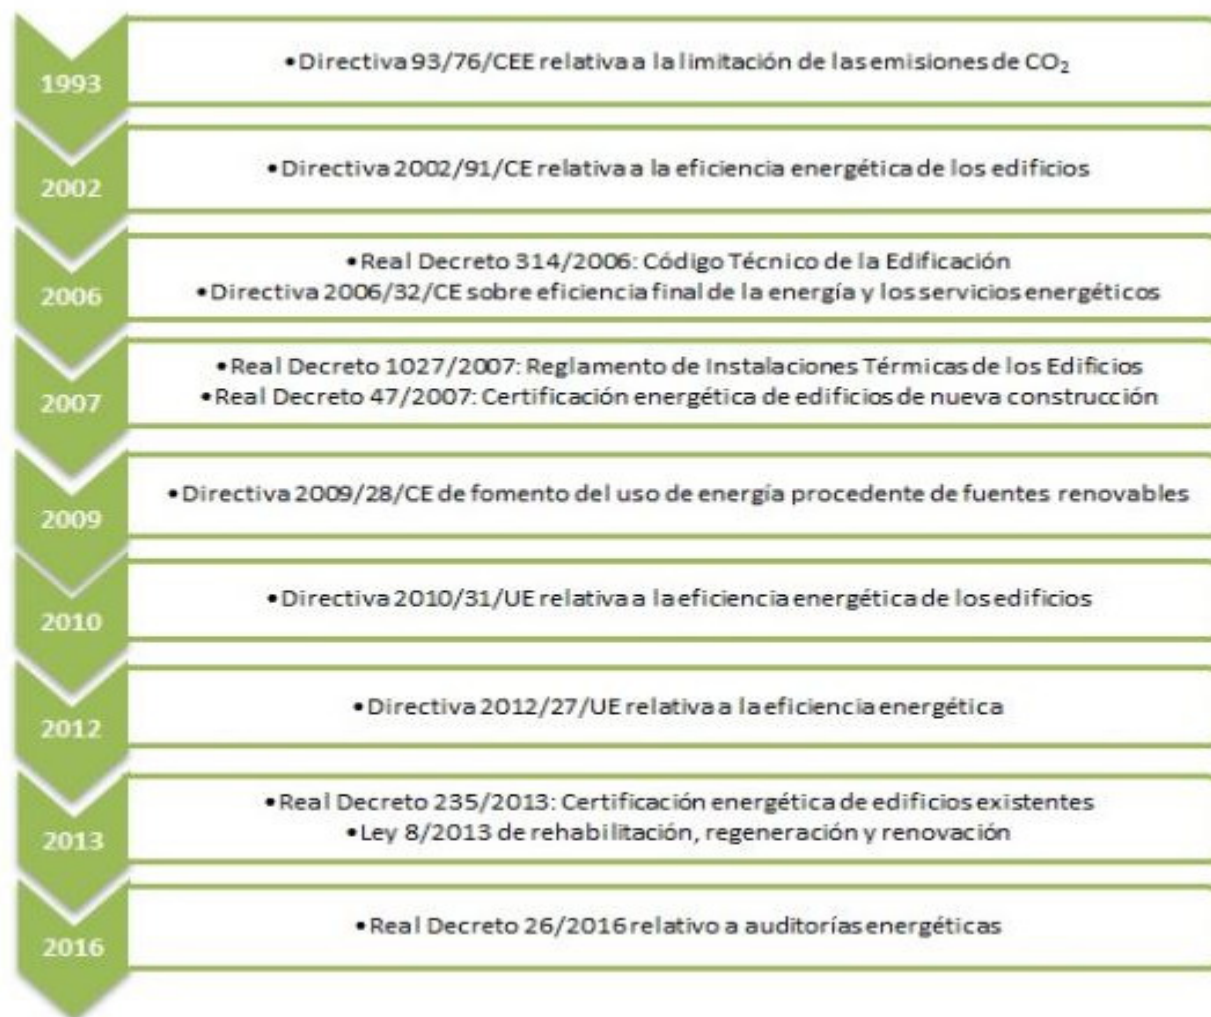 1993
•Directiva 93/76/CEE relativa a la limitación de las emisiones de CO₂
2002
•Directiva 2002/91/CE relativa a la eficiencia energética de los edificios
2006
•Real Decreto 314/2006: Código Técnico de la Edificación
•Directiva 2006/32/CE sobre eficiencia final de la energía y los servicios energéticos
2007
•Real Decreto 1027/2007: Reglamento de Instalaciones Térmicas de los Edificios
•Real Decreto 47/2007: Certificación energética de edificios de nueva construcción
2009
•Directiva 2009/28/CE de fomento del uso de energía procedente de fuentes renovables
2010
•Directiva 2010/31/UE relativa a la eficiencia energética de los edificios
2012
•Directiva 2012/27/UE relativa a la eficiencia energética
2013
•Real Decreto 235/2013: Certificación energética de edificios existentes
•Ley 8/2013 de rehabilitación, regeneración y renovación
2016
•Real Decreto 26/2016 relativo a auditorías energéticas